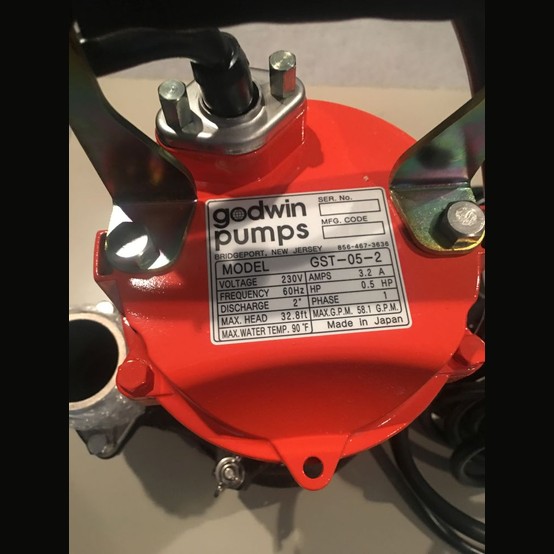 godwin SER. No.
pumps MFG. CODE
BRIDGEPORT, NEW JERSEY 856-467-3636
MODEL GST-05-2
VOLTAGE 230V AMPS 3.2 A
FREQUENCY 60Hz HP 0.5 HP
DISCHARGE 2" PHASE 1
MAX. HEAD 32.8ft MAX.G.P.M. 58.1 G.P.M.
MAX.WATER TEMP. 90°F Made in Japan